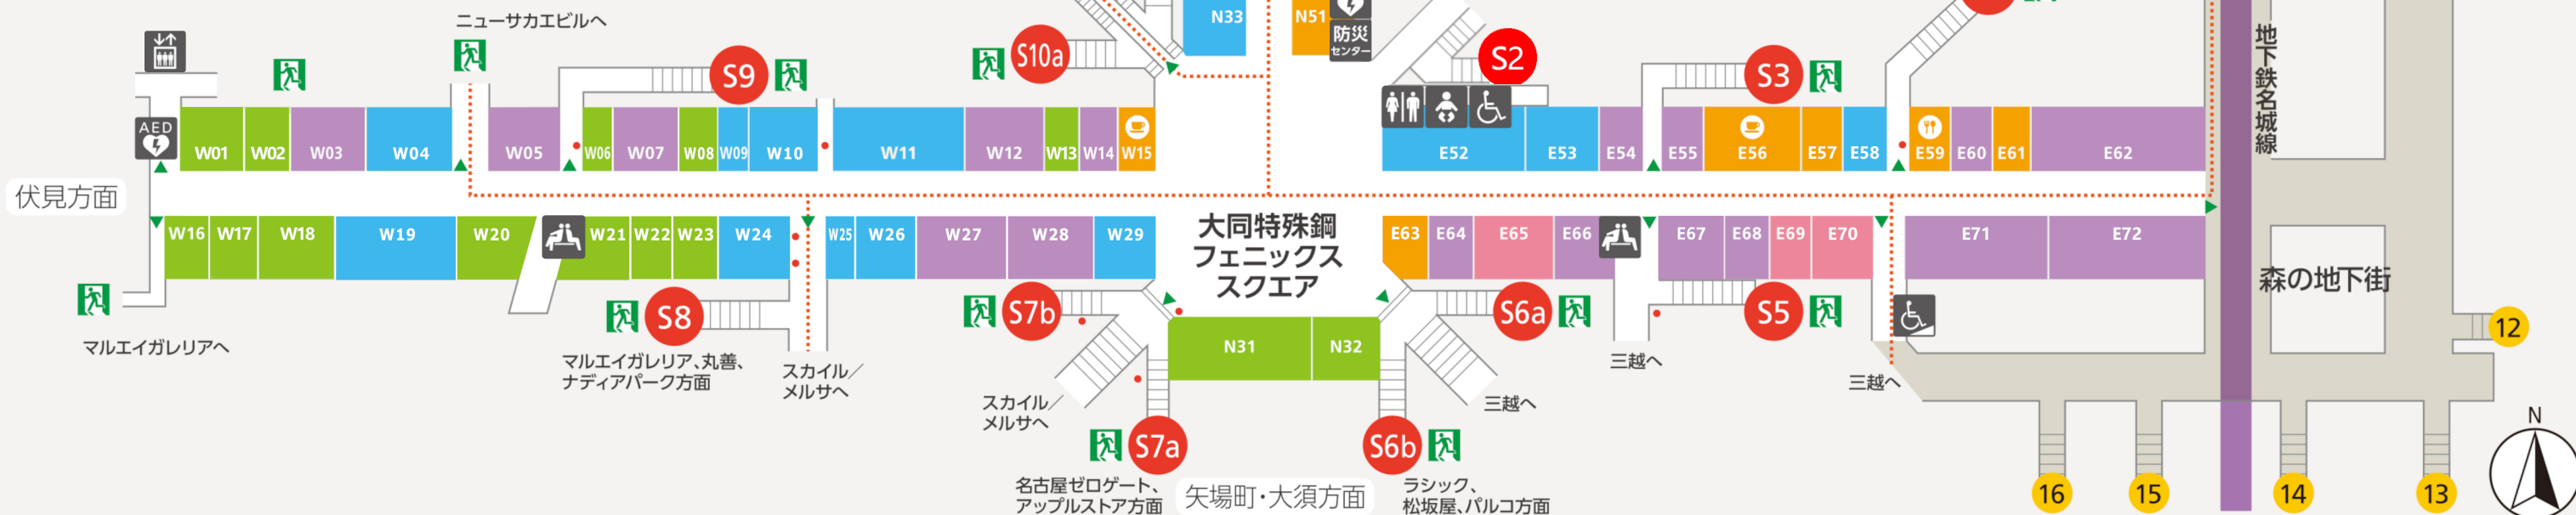 ニューサカエビルへ
N33
N51
防災
センター
S10a
S2
S9
S3
地下鉄名城線
AED
W01
W02
W03
W04
W05
W06
W07
W08
W09
W10
W11
W12
W13
W14
W15
E52
E53
E54
E55
E56
E57
E58
E59
E60
E61
E62
伏見方面
W16
W17
W18
W19
W20
W21
W22
W23
W24
W25
W26
W27
W28
W29
大同特殊鋼
フェニックス
スクエア
E63
E64
E65
E66
E67
E68
E69
E70
E71
E72
森の地下街
マルエイガレリアへ
S8
マルエイガレリア、丸善、
ナディアパーク方面
スカイル/
メルサへ
S7b
N31
N32
S6a
S5
12
三越へ
三越へ
スカイル/
メルサへ
三越へ
S7a
S6b
名古屋ゼロゲート、
アップルストア方面
矢場町・大須方面
ラシック、
松坂屋、パルコ方面
16
15
14
13
N